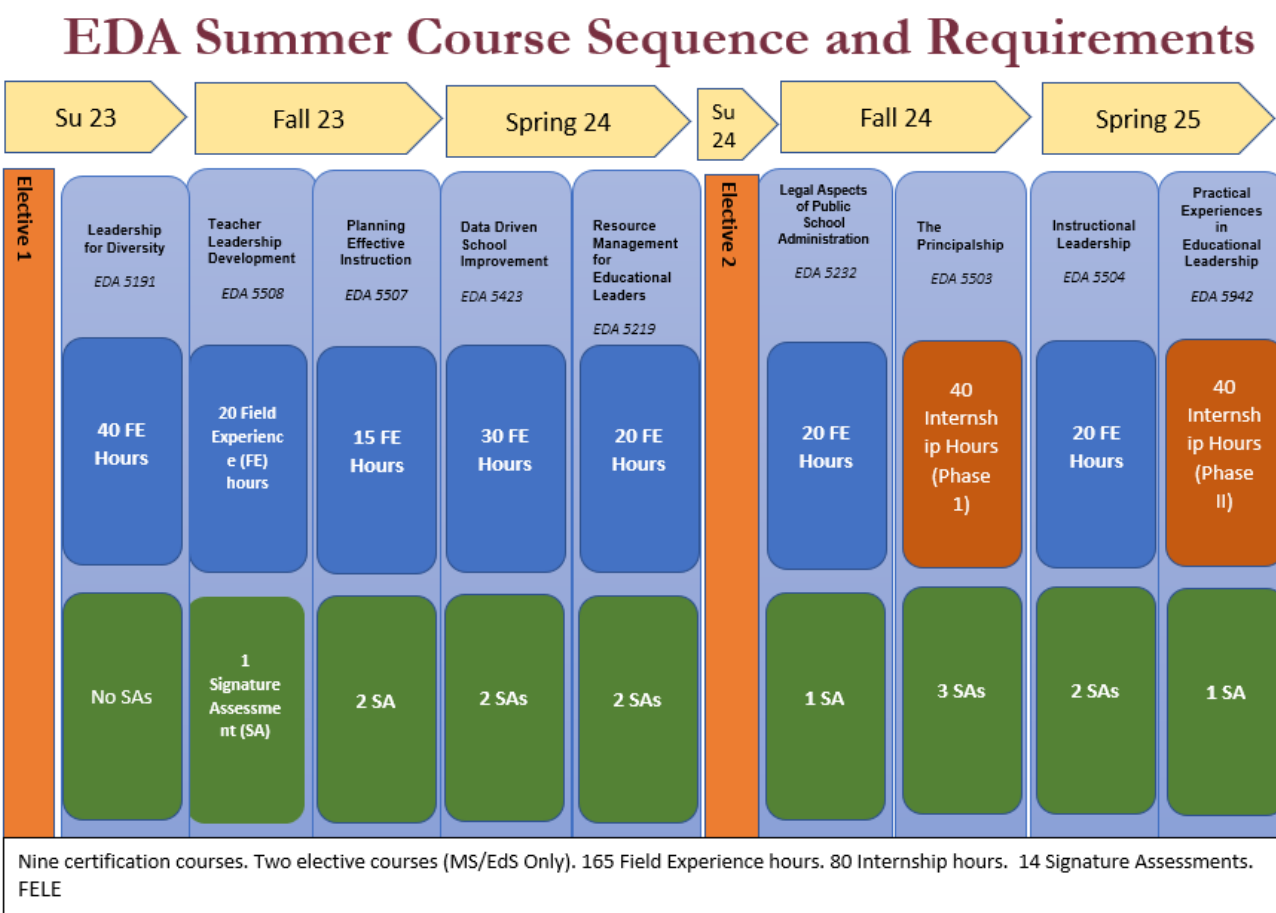 EDA Summer Course Sequence and Requirements
Su 23
Fall 23
Spring 24
Su
24
Fall 24
Spring 25
Elective 1
Leadership
for Diversity
EDA 5191
40 FE
Hours
No SAs
Teacher
Leadership
Development
EDA 5508
20 Field
Experienc
e (FE)
hours
1
Signature
Assessme
nt (SA)
Planning
Effective
Instruction
EDA 5507
15 FE
Hours
2 SA
Data Driven
School
Improvement
EDA 5423
30 FE
Hours
2 SAs
Resource
Management
for
Educational
Leaders
EDA 5219
20 FE
Hours
2 SAs
Elective 2
Legal Aspects
of Public
School
Administration
EDA 5232
20 FE
Hours
1 SA
The
Principalship
EDA 5503
40
Internsh
ip Hours
(Phase
1)
3 SAs
Instructional
Leadership
EDA 5504
20 FE
Hours
2 SAs
Practical
Experiences
in
Educational
Leadership
EDA 5942
40
Internsh
ip Hours
(Phase
II)
1 SA
Nine certification courses. Two elective courses (MS/EdS Only). 165 Field Experience hours. 80 Internship hours. 14 Signature Assessments.
FELE